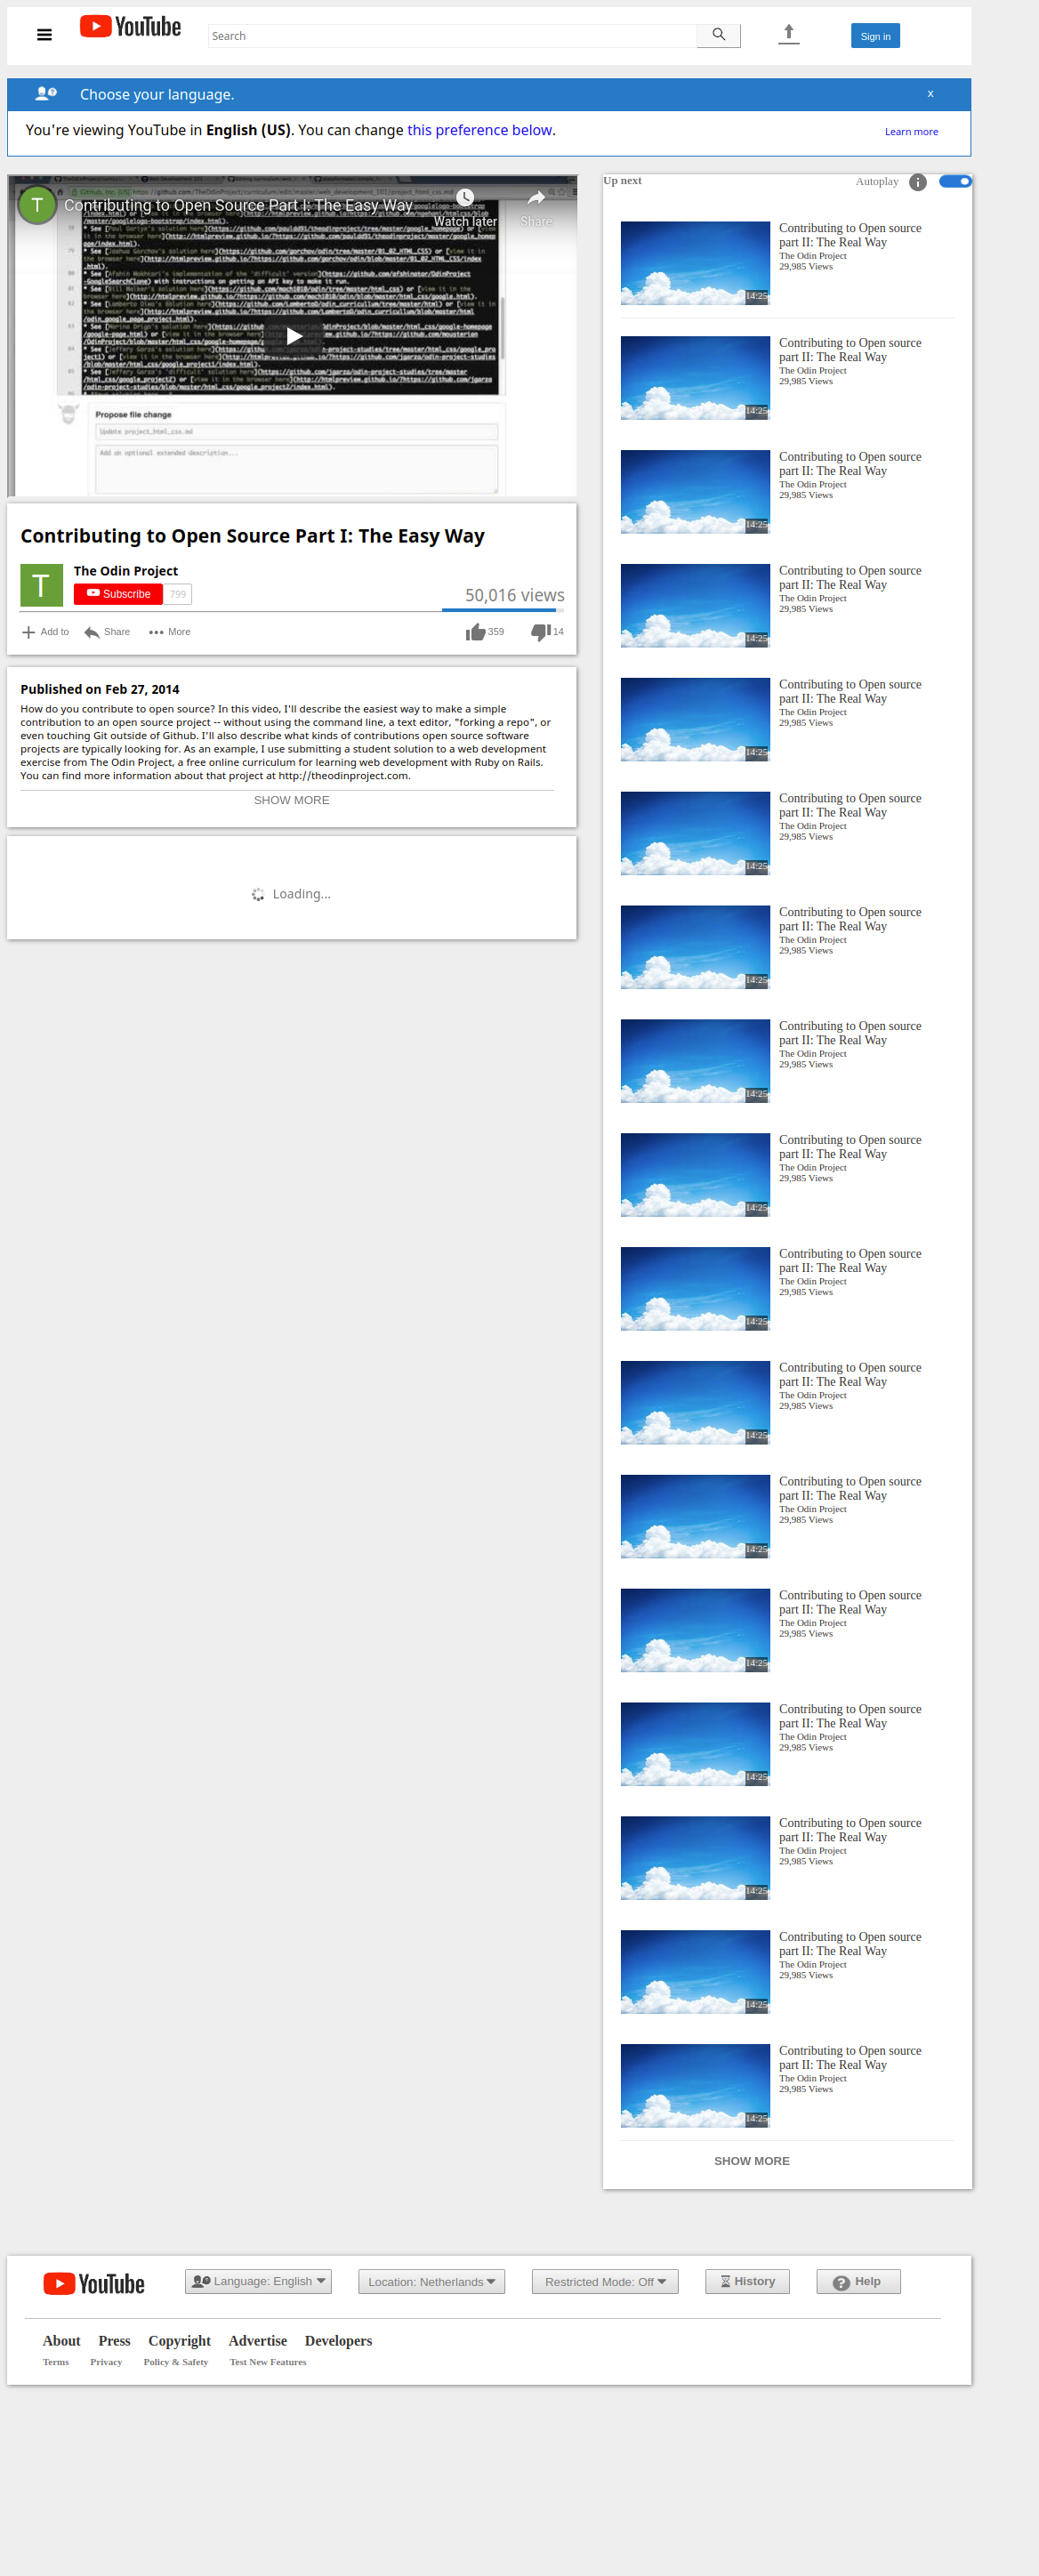 YouTube
Search
Sign in
Choose your language.
x
You're viewing YouTube in English (US). You can change this preference below.
Learn more
T
Contributing to Open Source Part I: The Easy Way
Watch later
Share
Propose file change
Update project_html_css.md
Add an optional extended description...
Contributing to Open Source Part I: The Easy Way
T
The Odin Project
Subscribe
799
50,016 views
Add to
Share
More
359
14
Published on Feb 27, 2014
How do you contribute to open source? In this video, I'll describe the easiest way to make a simple
contribution to an open source project -- without using the command line, a text editor, "forking a repo", or
even touching Git outside of Github. I'll also describe what kinds of contributions open source software
projects are typically looking for. As an example, I use submitting a student solution to a web development
exercise from The Odin Project, a free online curriculum for learning web development with Ruby on Rails.
You can find more information about that project at http://theodinproject.com.
SHOW MORE
Loading...
Up next
Autoplay
Contributing to Open source
part II: The Real Way
The Odin Project
29,985 Views
14:25
Contributing to Open source
part II: The Real Way
The Odin Project
29,985 Views
14:25
Contributing to Open source
part II: The Real Way
The Odin Project
29,985 Views
14:25
Contributing to Open source
part II: The Real Way
The Odin Project
29,985 Views
14:25
Contributing to Open source
part II: The Real Way
The Odin Project
29,985 Views
14:25
Contributing to Open source
part II: The Real Way
The Odin Project
29,985 Views
14:25
Contributing to Open source
part II: The Real Way
The Odin Project
29,985 Views
14:25
Contributing to Open source
part II: The Real Way
The Odin Project
29,985 Views
14:25
Contributing to Open source
part II: The Real Way
The Odin Project
29,985 Views
14:25
Contributing to Open source
part II: The Real Way
The Odin Project
29,985 Views
14:25
Contributing to Open source
part II: The Real Way
The Odin Project
29,985 Views
14:25
Contributing to Open source
part II: The Real Way
The Odin Project
29,985 Views
14:25
Contributing to Open source
part II: The Real Way
The Odin Project
29,985 Views
14:25
Contributing to Open source
part II: The Real Way
The Odin Project
29,985 Views
14:25
Contributing to Open source
part II: The Real Way
The Odin Project
29,985 Views
14:25
Contributing to Open source
part II: The Real Way
The Odin Project
29,985 Views
14:25
Contributing to Open source
part II: The Real Way
The Odin Project
29,985 Views
14:25
SHOW MORE
YouTube
Language: English
Location: Netherlands
Restricted Mode: Off
History
Help
About Press Copyright Advertise Developers
Terms Privacy Policy & Safety Test New Features